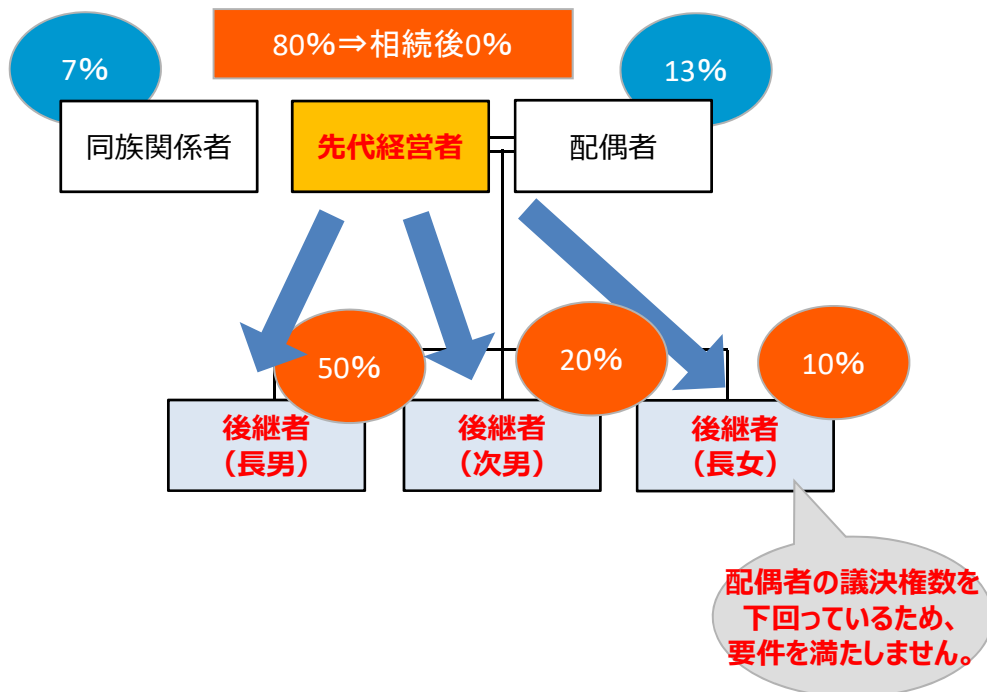 80%⇒相続後0%
7%
13%
同族関係者
先代経営者
配偶者
50%
20%
10%
後継者
（長男）
後継者
（次男）
後継者
（長女）
配偶者の議決権数を
下回っているため、
要件を満たしません。